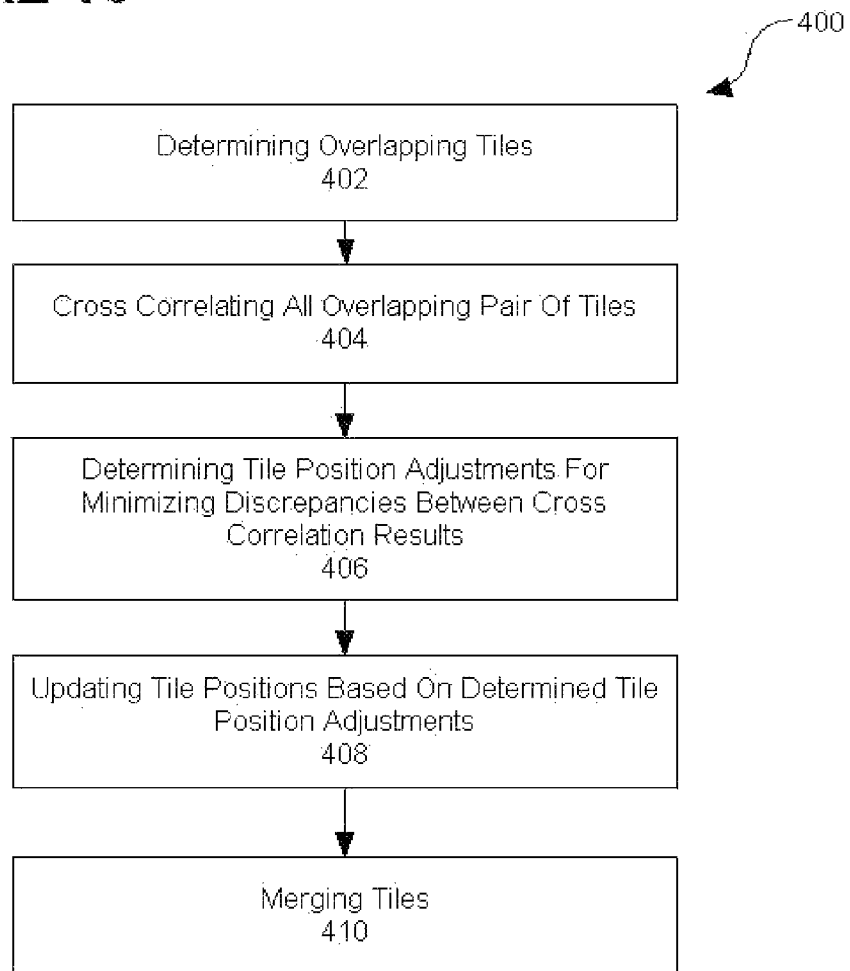 400
Determining Overlapping Tiles
402
Cross Correlating All Overlapping Pair Of Tiles
404
Determining Tile Position Adjustments For
Minimizing Discrepancies Between Cross
Correlation Results
406
Updating Tile Positions Based On Determined Tile
Position Adjustments
408
Merging Tiles
410